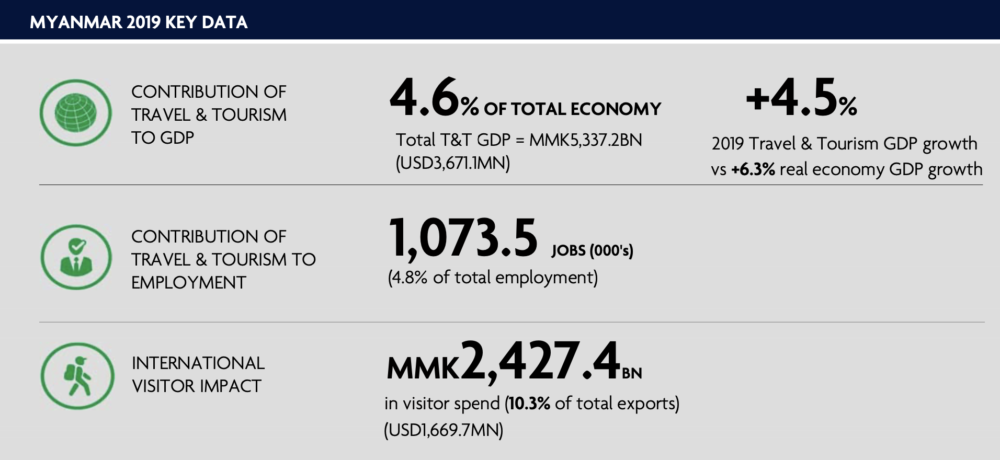 MYANMAR 2019 KEY DATA
CONTRIBUTION OF
TRAVEL & TOURISM
TO GDP
4.6% OF TOTAL ECONOMY
Total T&T GDP = MMK5,337.2BN
(USD3,671.1MN)
+4.5%
2019 Travel & Tourism GDP growth
vs +6.3% real economy GDP growth
CONTRIBUTION OF
TRAVEL & TOURISM TO
EMPLOYMENT
1,073.5 JOBS (000's)
(4.8% of total employment)
INTERNATIONAL
VISITOR IMPACT
MMK2,427.4BN
in visitor spend (10.3% of total exports)
(USD1,669.7MN)